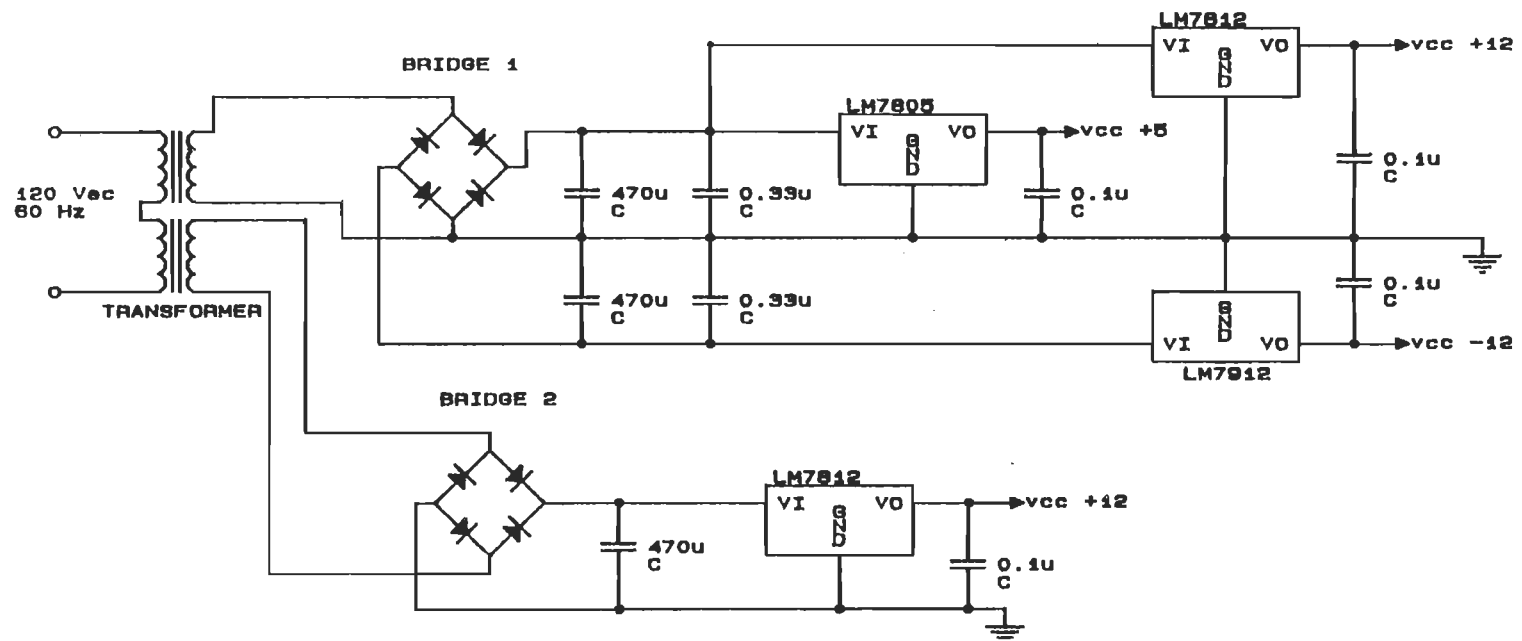 LM7812
VI VO
GND
vcc +12
BRIDGE 1
LM7805
VI VO
GND
vcc +5
120 Vac
60 Hz
470u
C
0.33u
C
0.1u
C
0.1u
C
470u
C
0.33u
C
0.1u
C
TRANSFORMER
GND
VI VO
vcc -12
LM7912
BRIDGE 2
LM7812
VI VO
GND
vcc +12
470u
C
0.1u
C